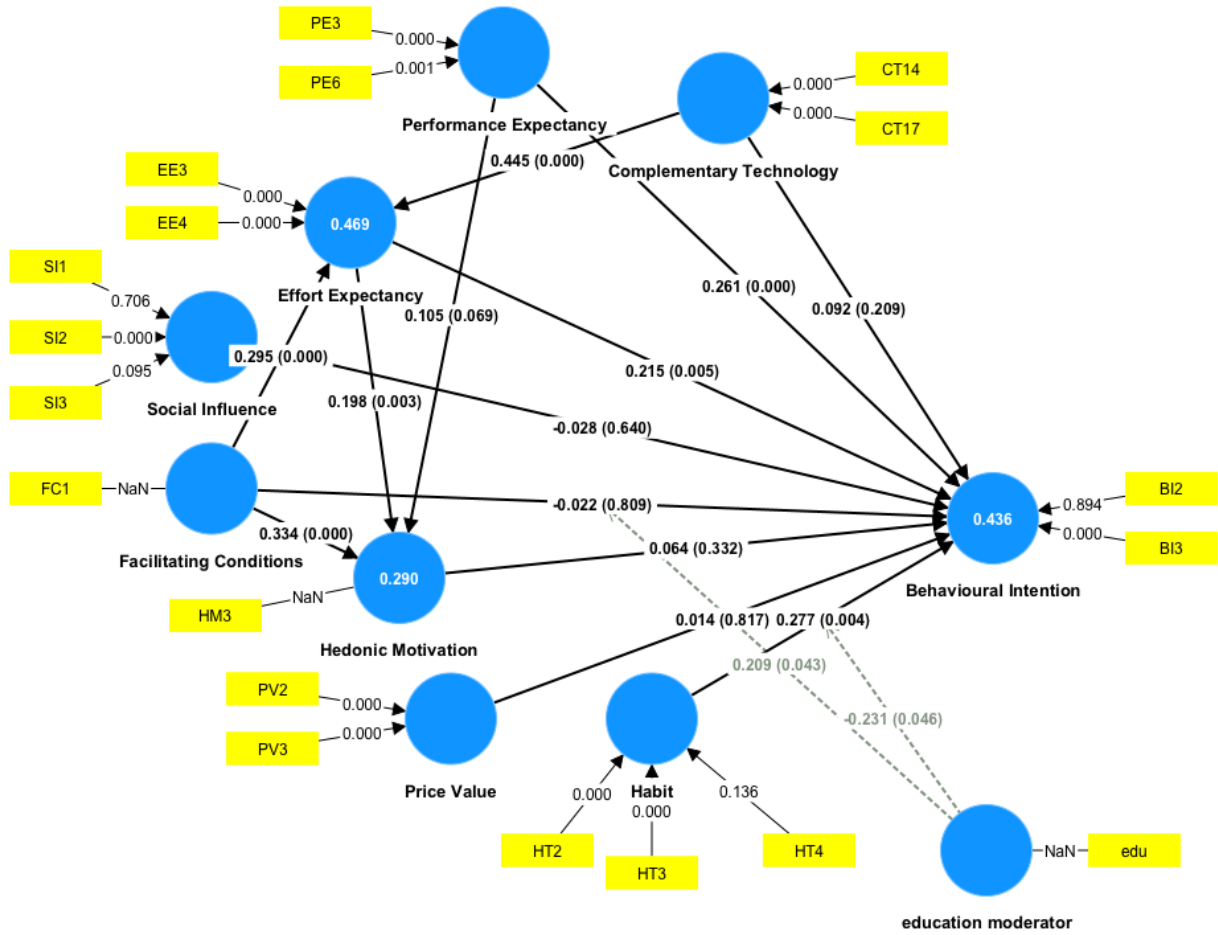 PE3
0.000
PE6
0.001
Performance Expectancy
CT14
0.000
CT17
0.000
Complementary Technology
0.445 (0.000)
EE3
0.000
EE4
0.000
0.469
Effort Expectancy
SI1
0.706
SI2
0.000
SI3
0.095
Social Influence
0.295 (0.000)
0.105 (0.069)
0.261 (0.000)
0.092 (0.209)
0.215 (0.005)
0.198 (0.003)
-0.028 (0.640)
FC1
NaN
Facilitating Conditions
-0.022 (0.809)
0.334 (0.000)
0.064 (0.332)
0.436
Behavioural Intention
BI2
0.894
BI3
0.000
0.290
HM3
NaN
Hedonic Motivation
0.014 (0.817)
0.277 (0.004)
0.209 (0.043)
-0.231 (0.046)
PV2
0.000
PV3
0.000
Price Value
Habit
0.000
0.000
0.136
HT2
HT3
HT4
NaN
edu
education moderator